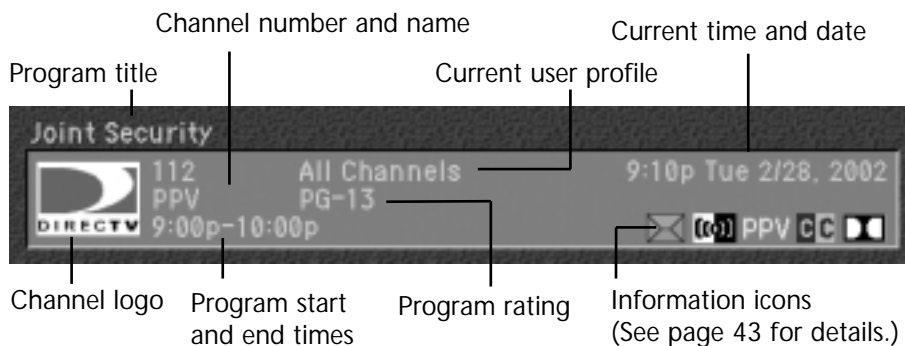 Channel number and name
Current time and date
Program title
Current user profile
Joint Security
112 All Channels 9:10p Tue 2/28, 2002
PPV PG-13
DIRECTV 9:00p-10:00p ((o)) PPV CC
Channel logo
Program start
and end times
Program rating
Information icons
(See page 43 for details.)